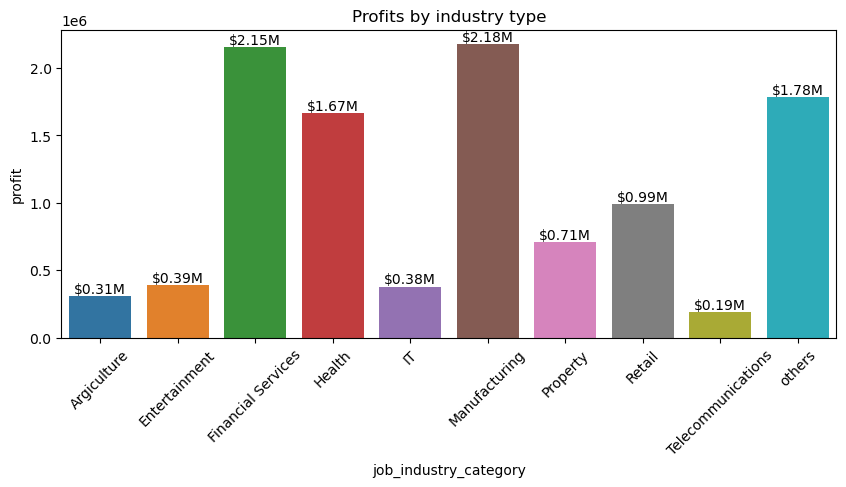 Profits by industry type
1e6
profit
2.0
1.5
1.0
0.5
0.0
$0.31M
$0.39M
$2.15M
$1.67M
$0.38M
$2.18M
$0.71M
$0.99M
$0.19M
$1.78M
Argiculture
Entertainment
Financial Services
Health
IT
Manufacturing
Property
Retail
Telecommunications
others
job_industry_category